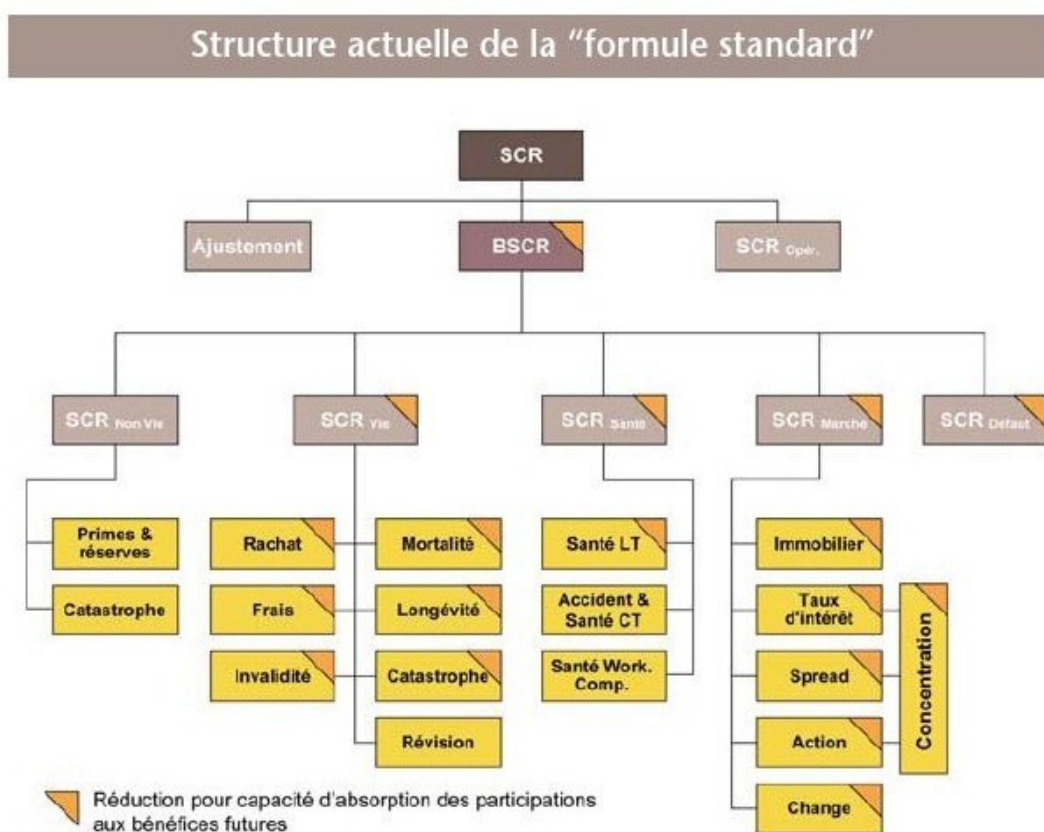 Structure actuelle de la “formule standard”
SCR
Ajustement
BSCR
SCR Opér.
SCR Non Vie
SCR Vie
SCR Santé
SCR Marché
SCR Défaut
Primes &
réserves
Rachat
Mortalité
Santé LT
Immobilier
Catastrophe
Frais
Longévité
Accident &
Santé CT
Taux
d'intérêt
Concentration
Invalidité
Catastrophe
Santé Work.
Comp.
Spread
Révision
Action
Change
Réduction pour capacité d'absorption des participations
aux bénéfices futures